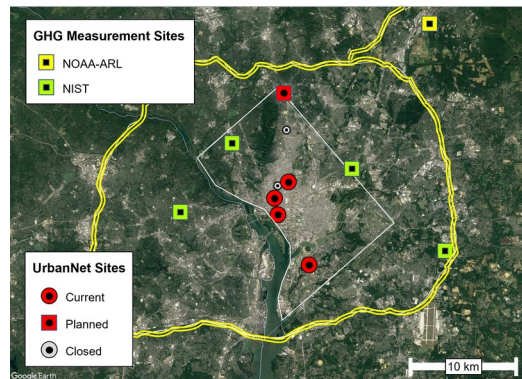 GHG Measurement Sites
NOAA-ARL
NIST
UrbanNet Sites
Current
Planned
Closed
Google Earth
10 km